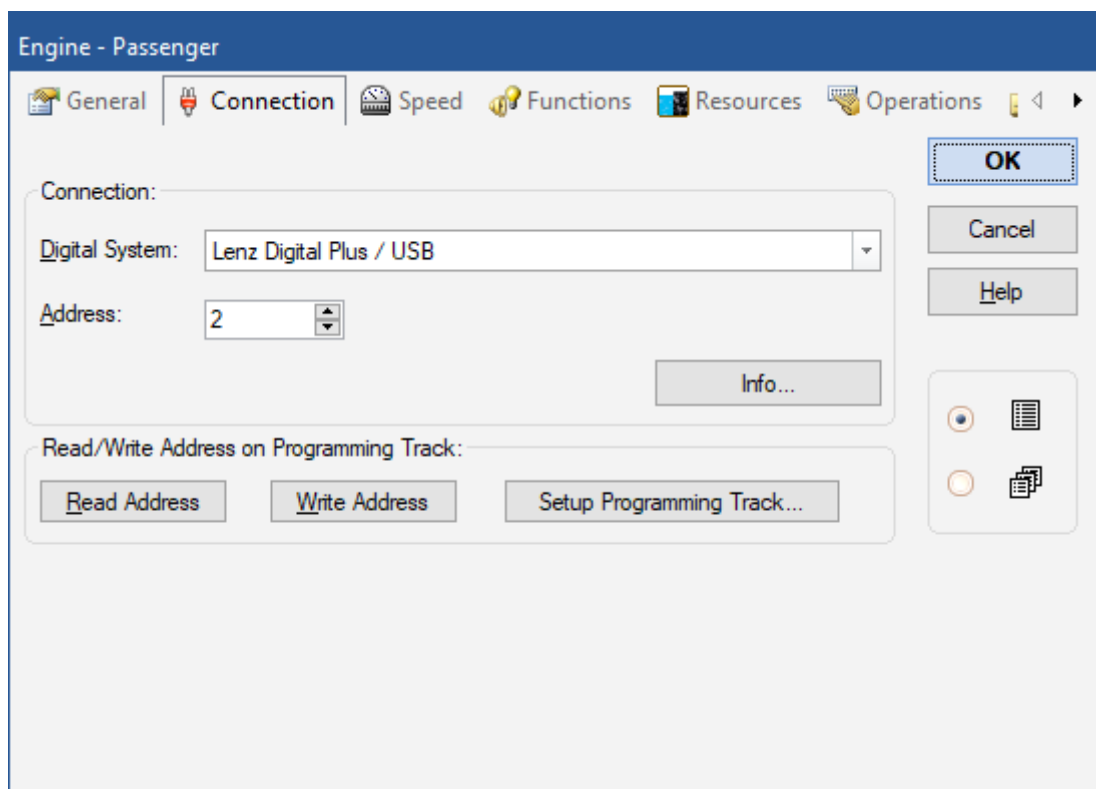 Engine - Passenger
General Connection Speed Functions Resources Operations
OK
Connection:
Digital System: Lenz Digital Plus / USB
Cancel
Address: 2
Help
Info...
Read/Write Address on Programming Track:
Read Address Write Address Setup Programming Track...